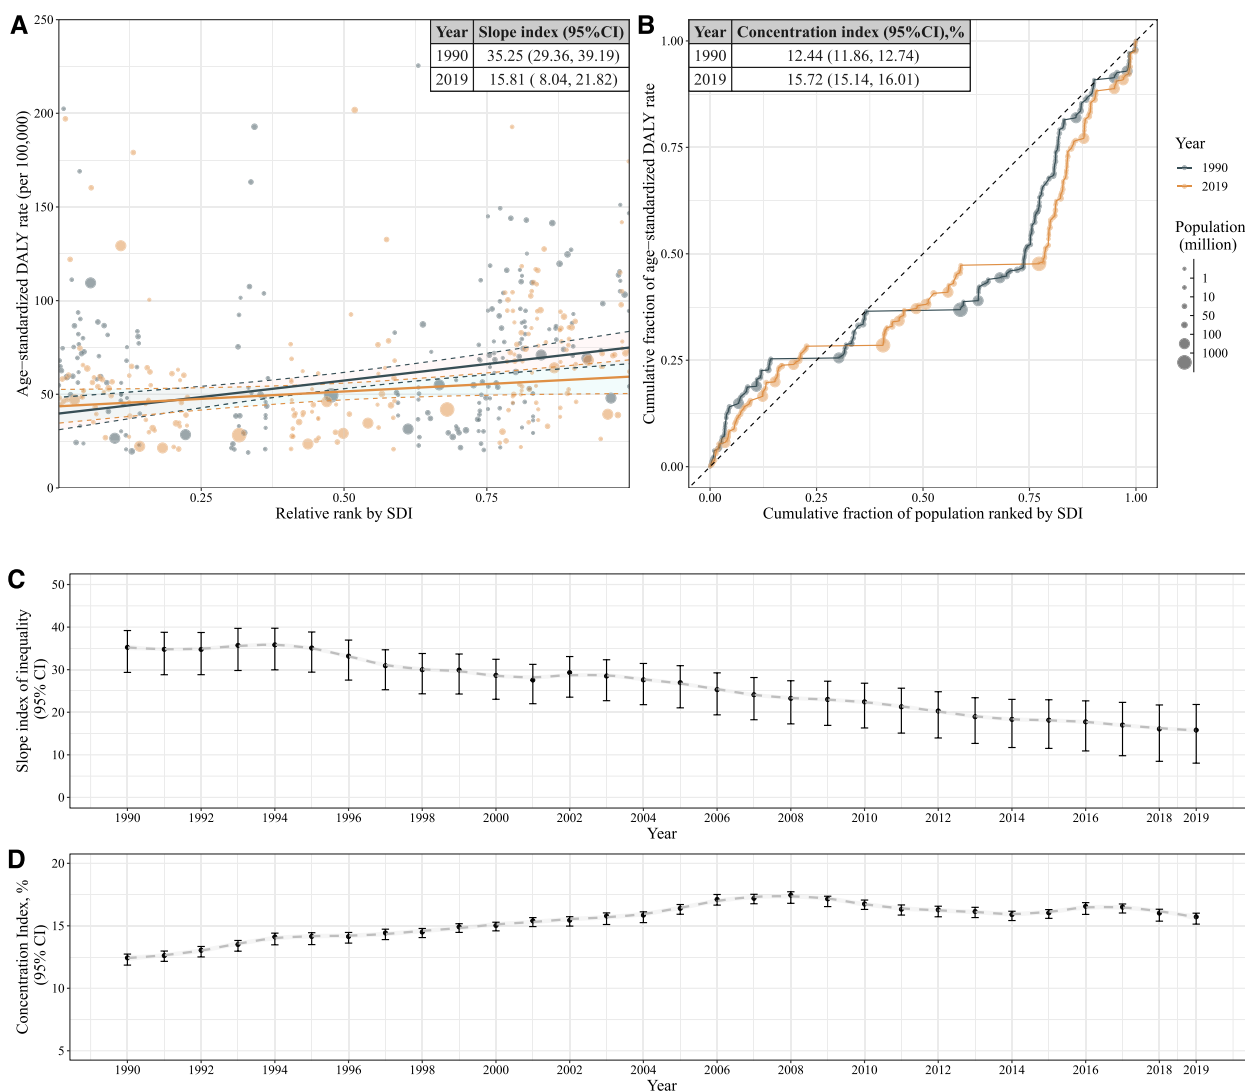 A
Year Slope index (95%CI)
1990 35.25 (29.36, 39.19)
2019 15.81 ( 8.04, 21.82)
Age−standardized DALY rate (per 100,000)
250
200
150
100
50
0
0.25 0.50 0.75
Relative rank by SDI
B
Year Concentration index (95%CI),%
1990 12.44 (11.86, 12.74)
2019 15.72 (15.14, 16.01)
Cumulative fraction of age−standardized DALY rate
1.00
0.75
0.50
0.25
0.00
0.00 0.25 0.50 0.75 1.00
Cumulative fraction of population ranked by SDI
Year
1990
2019
Population
(million)
1
10
50
100
1000
C
Slope index of inequality
(95% CI)
50
40
30
20
10
0
1990 1992 1994 1996 1998 2000 2002 2004 2006 2008 2010 2012 2014 2016 2018 2019
Year
D
Concentration Index, %
(95% CI)
20
15
10
5
1990 1992 1994 1996 1998 2000 2002 2004 2006 2008 2010 2012 2014 2016 2018 2019
Year